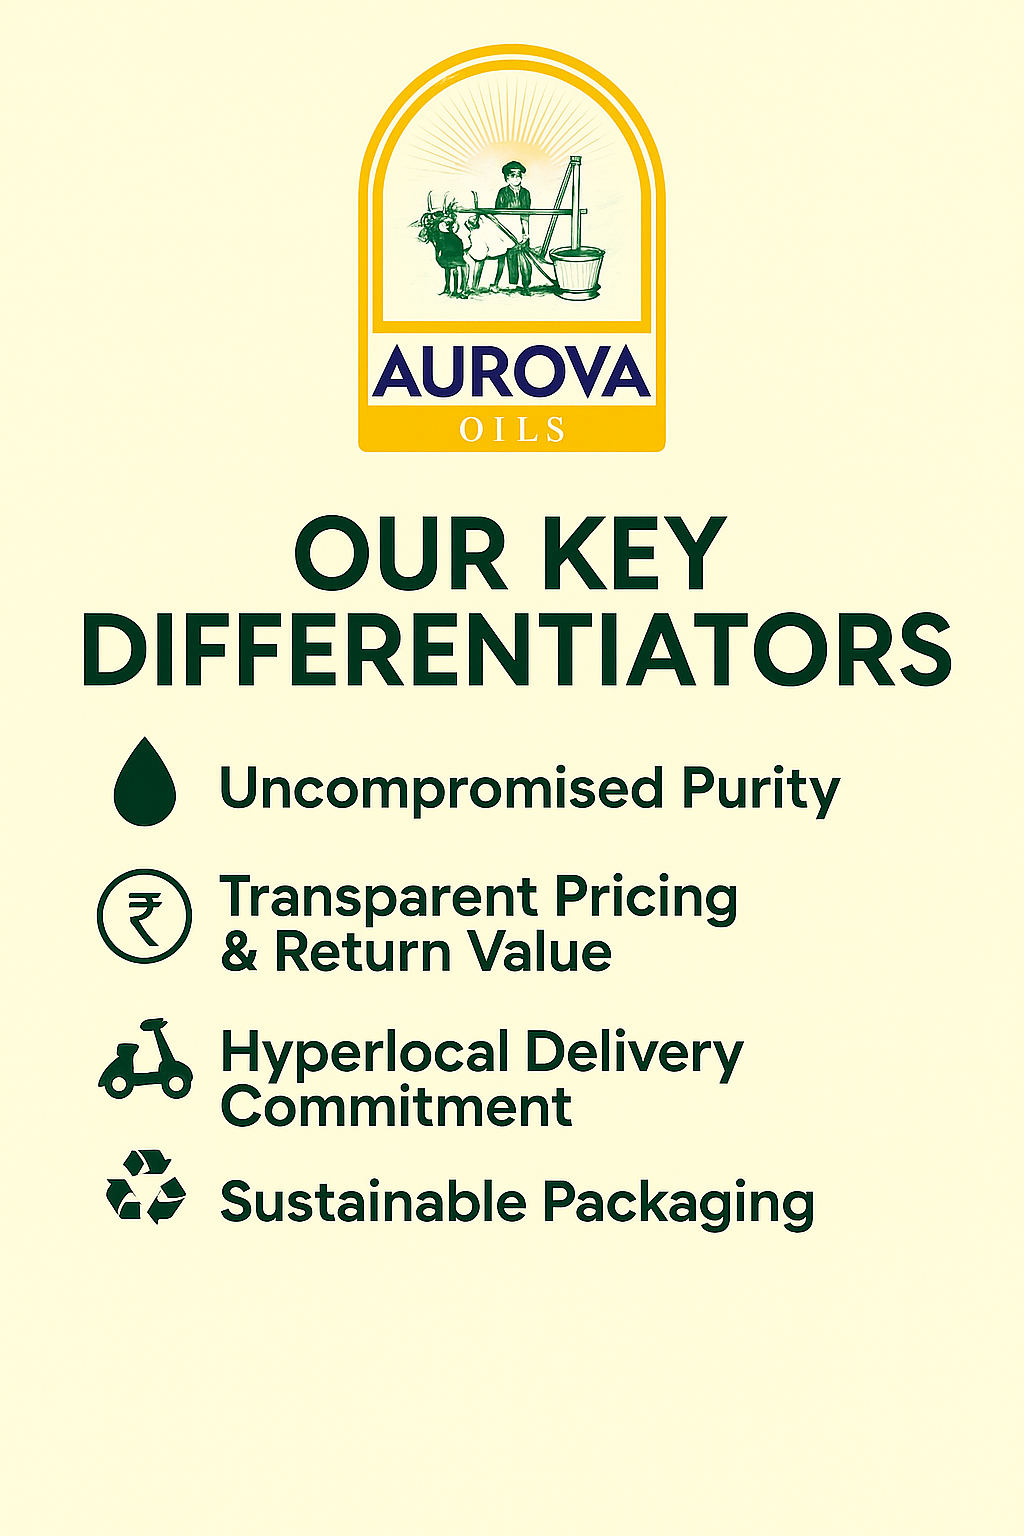 AUROVA
OILS
OUR KEY
DIFFERENTIATORS
Uncompromised Purity
₹
Transparent Pricing
& Return Value
Hyperlocal Delivery
Commitment
Sustainable Packaging